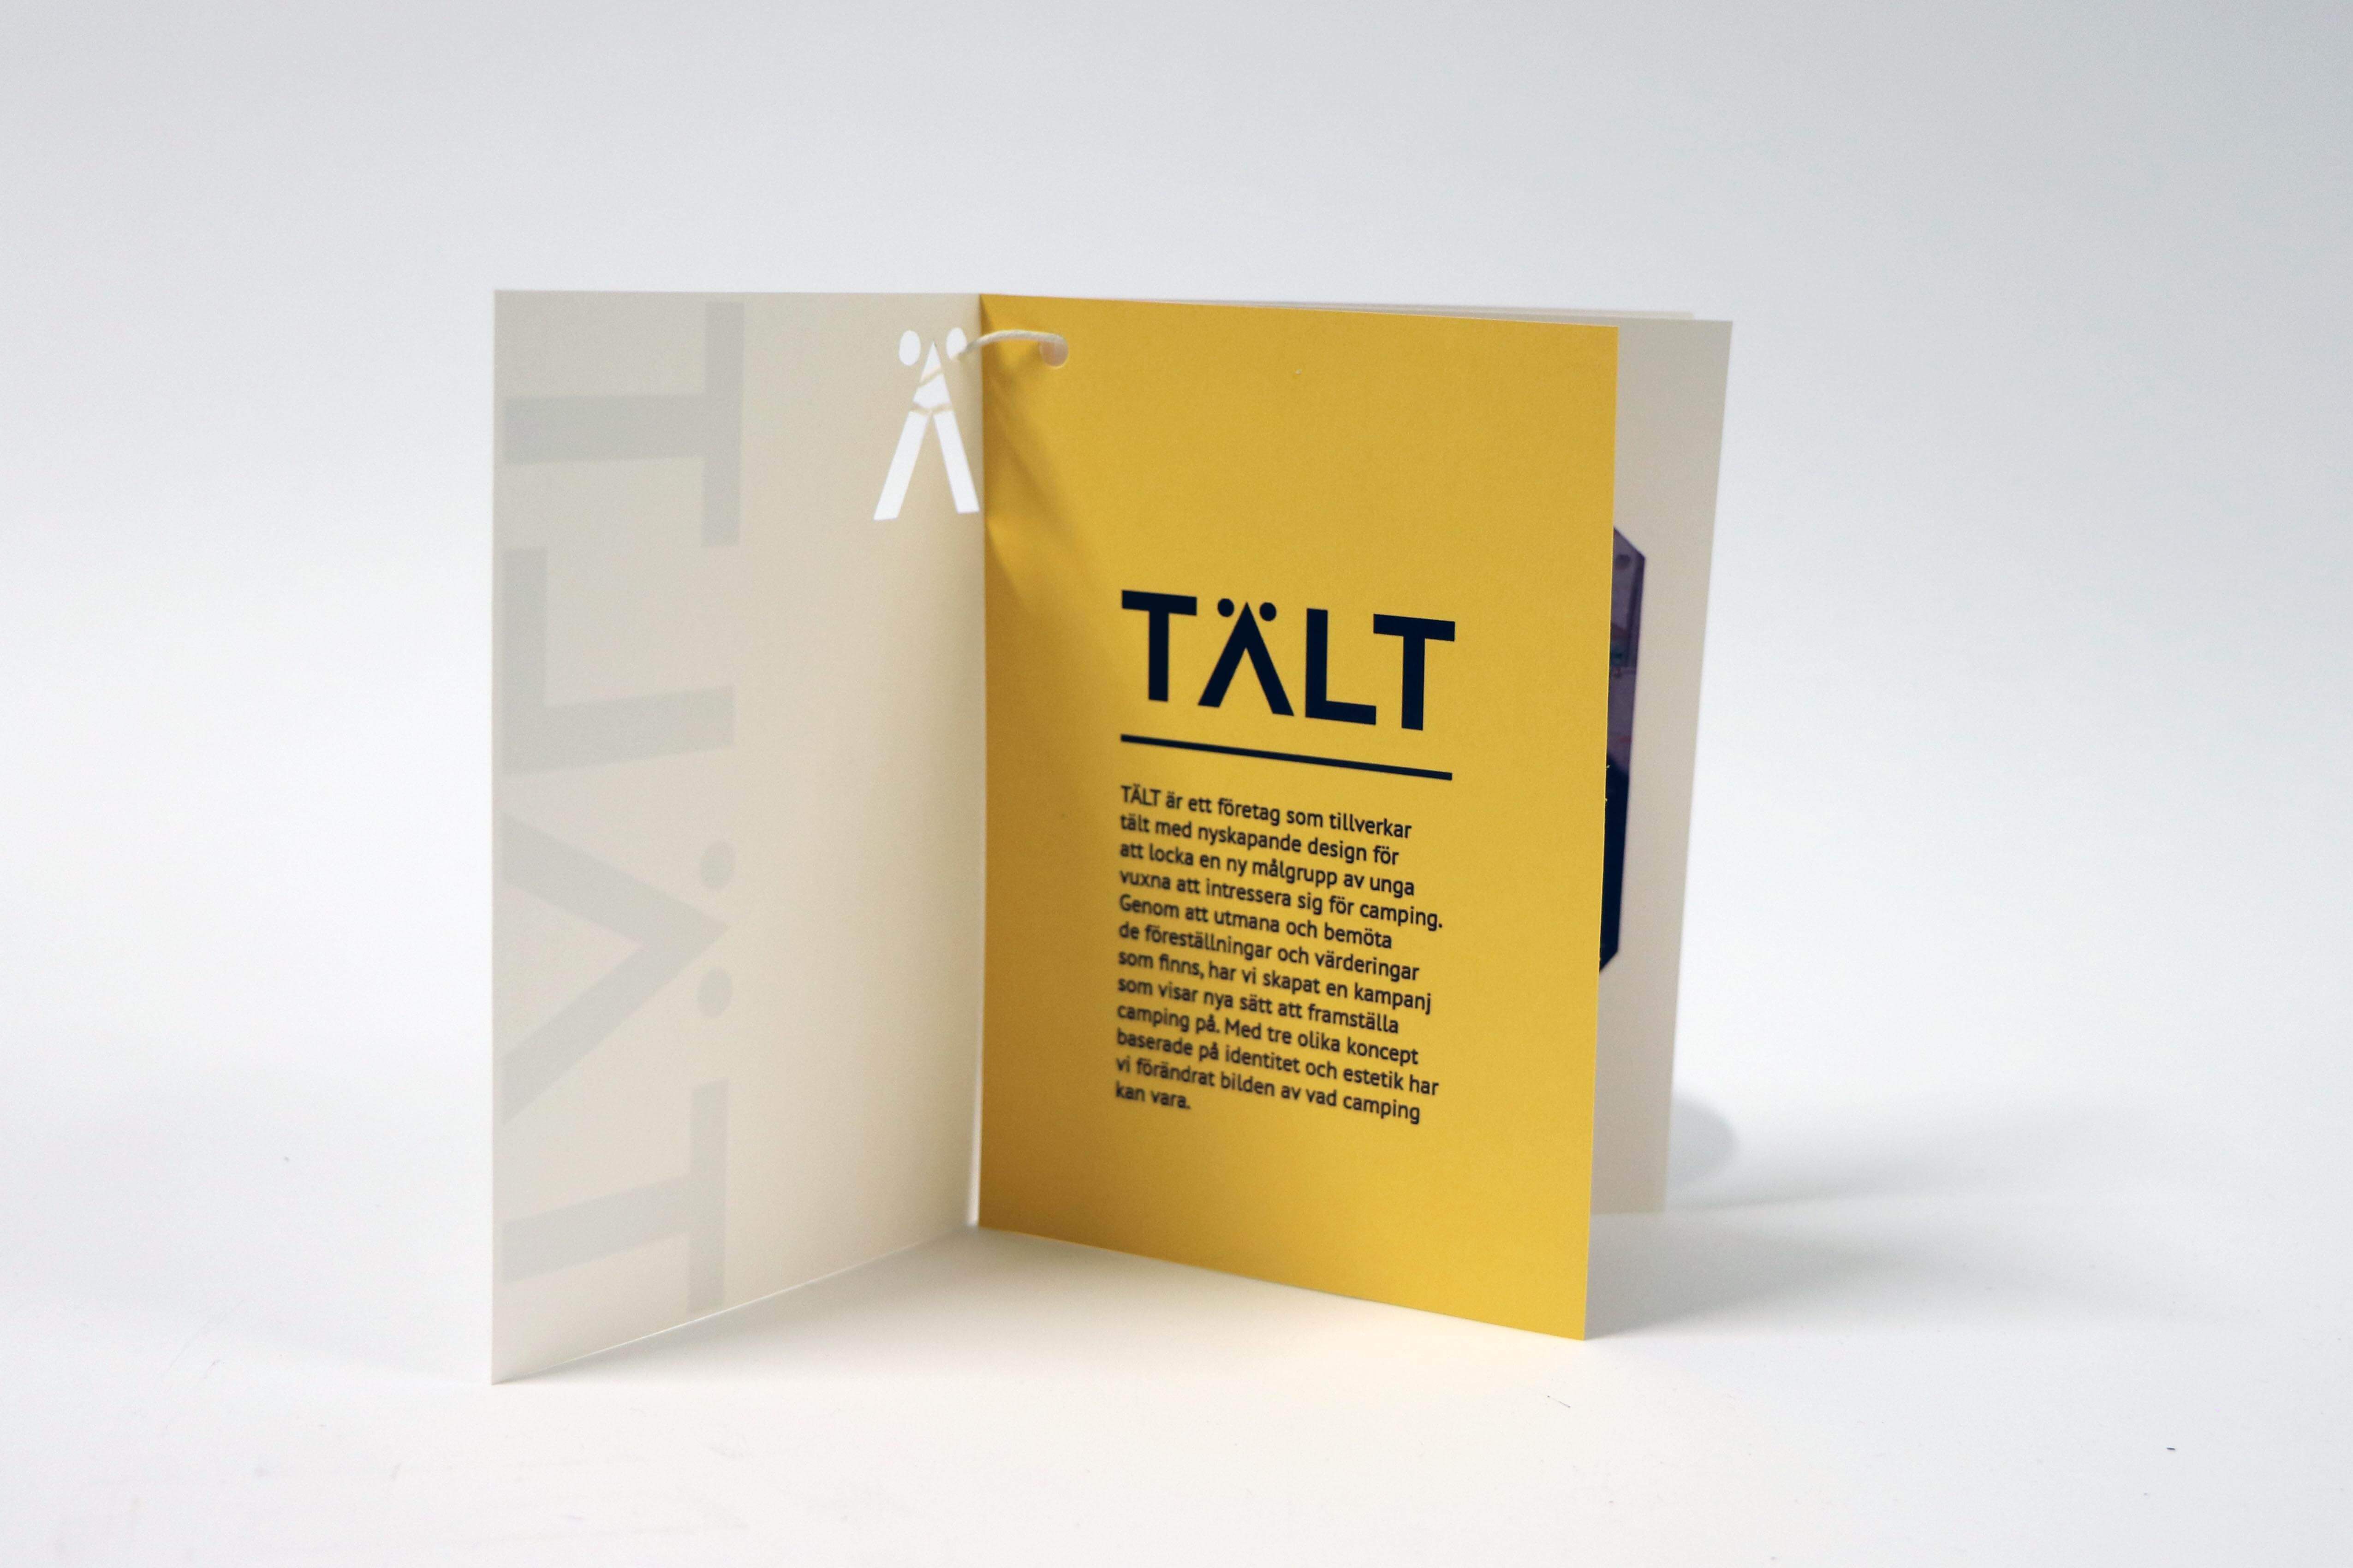 TÄLT
Ä
TÄLT
TÄLT är ett företag som tillverkar
tält med nyskapande design för
att locka en ny målgrupp av unga
vuxna att intressera sig för camping.
Genom att utmana och bemöta
de föreställningar och värderingar
som finns, har vi skapat en kampanj
som visar nya sätt att framställa
camping på. Med tre olika koncept
baserade på identitet och estetik har
vi förändrat bilden av vad camping
kan vara.